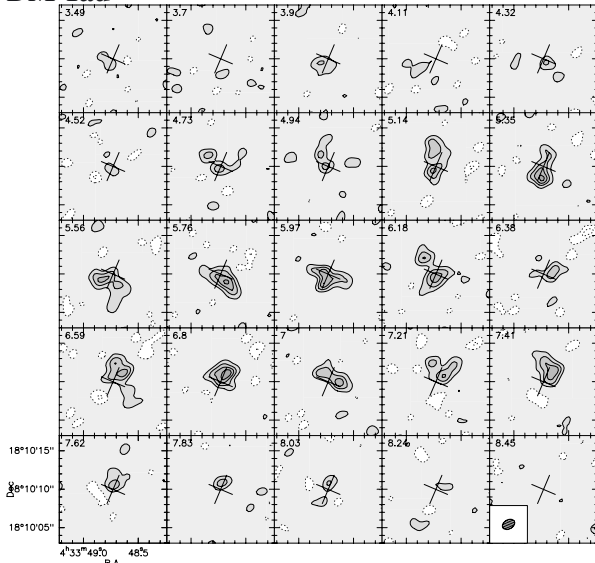 3.49 3.7 3.9 4.11 4.32
4.52 4.73 4.94 5.14 5.35
5.56 5.76 5.97 6.18 6.38
6.59 6.8 7 7.21 7.41
7.62 7.83 8.03 8.24 8.45
18°10'15"
18°10'10"
Dec
18°10'05"
4ʰ33ᵐ49.0ˢ 48.5